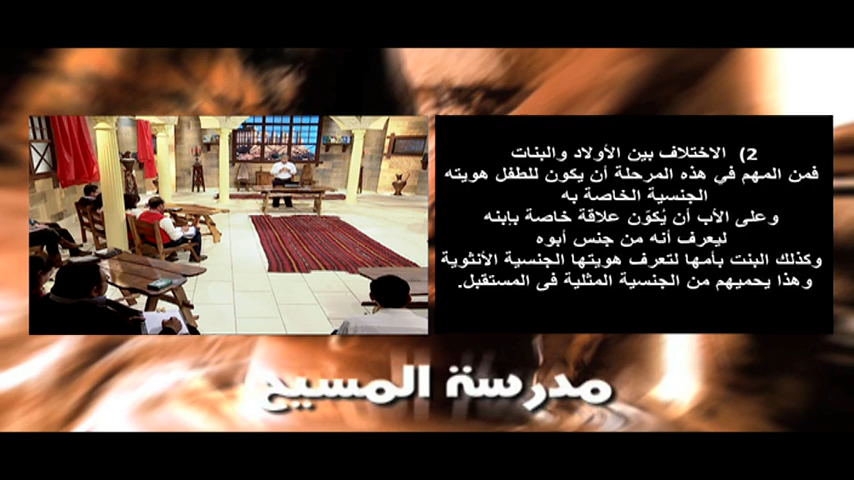 2) الاختلاف بين الأولاد والبنات
فمن المهم في هذه المرحلة أن يكون للطفل هويته
الجنسية الخاصة به
وعلى الأب أن يُكوّن علاقة خاصة بإبنه
ليعرف أنه من جنس أبوه
وكذلك البنت بأمها لتعرف هويتها الجنسية الأنثوية
وهذا يحميهم من الجنسية المثلية فى المستقبل.
مدرسة المسيح